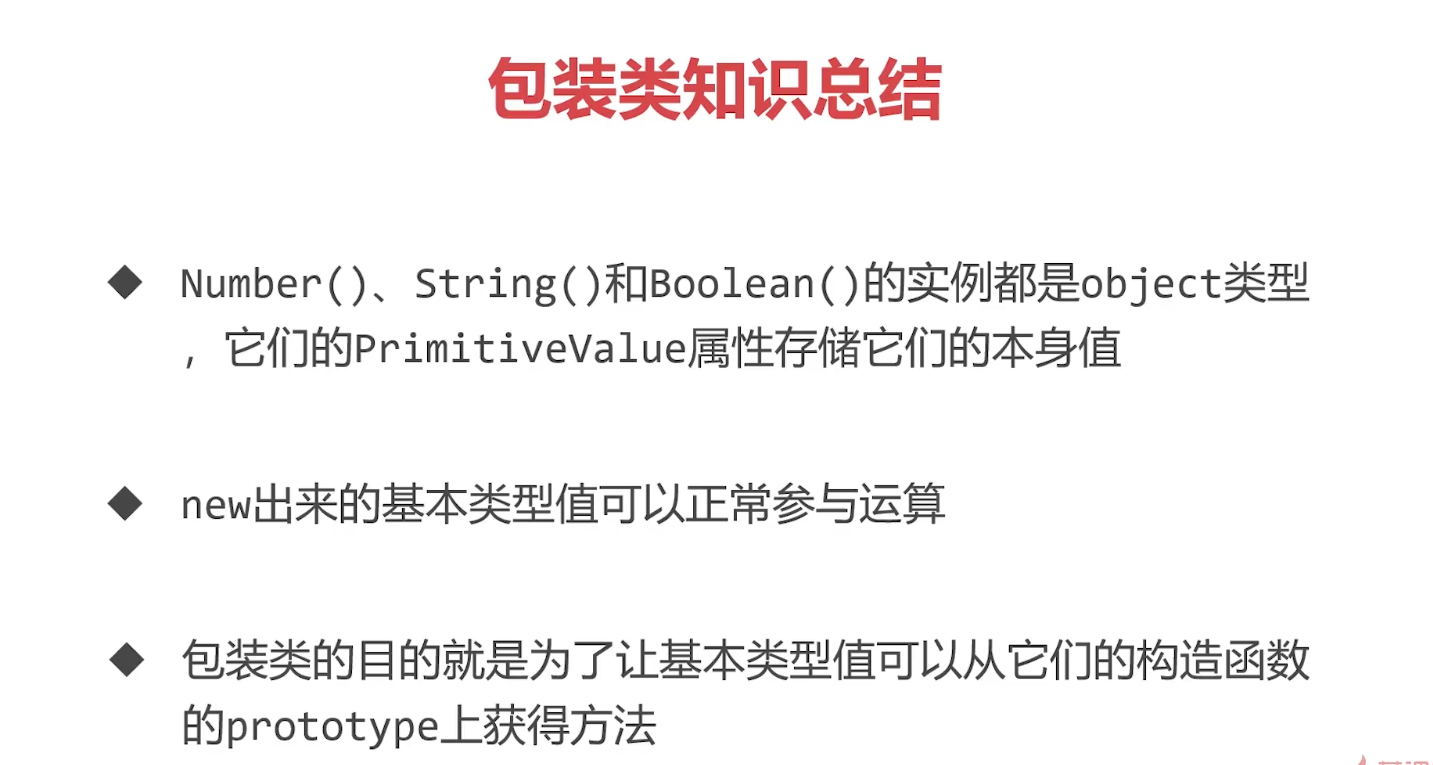 包装类知识总结
◆ Number()、String()和Boolean()的实例都是object类型
，它们的PrimitiveValue属性存储它们的本身值
◆ new出来的基本类型值可以正常参与运算
◆ 包装类的目的就是为了让基本类型值可以从它们的构造函数
的prototype上获得方法